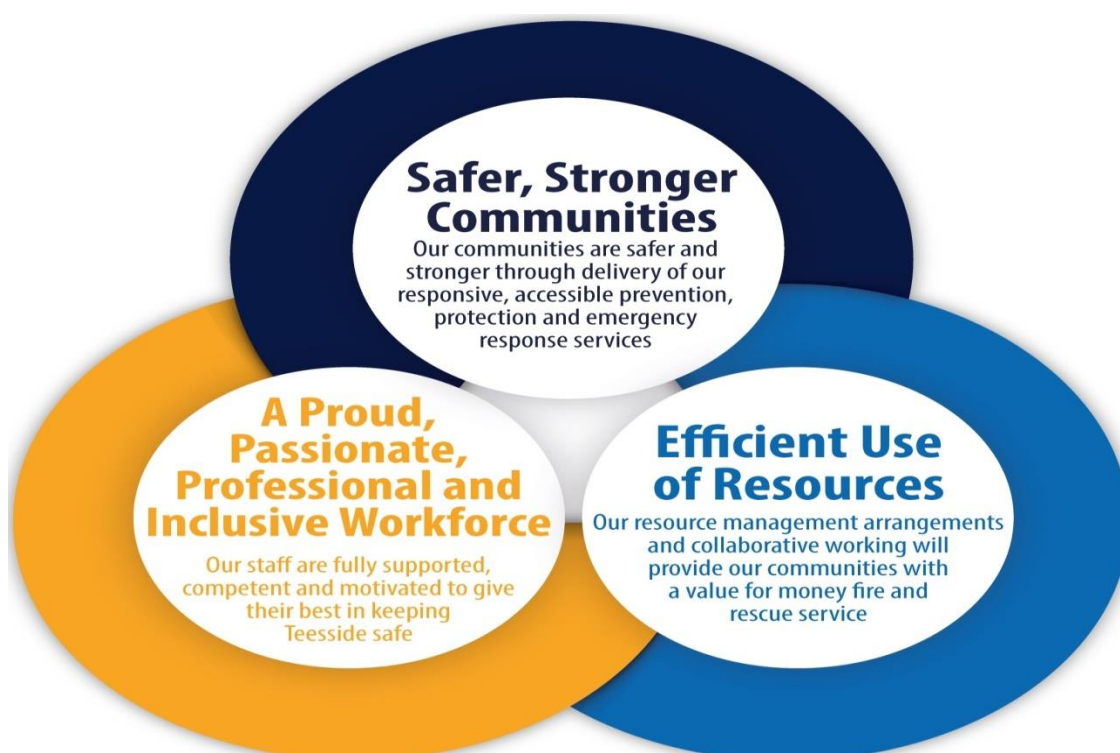 Safer, Stronger
Communities
Our communities are safer and
stronger through delivery of our
responsive, accessible prevention,
protection and emergency
response services
A Proud,
Passionate,
Professional and
Inclusive Workforce
Our staff are fully supported,
competent and motivated to give
their best in keeping
Teesside safe
Efficient Use
of Resources
Our resource management arrangements
and collaborative working will
provide our communities with
a value for money fire and
rescue service